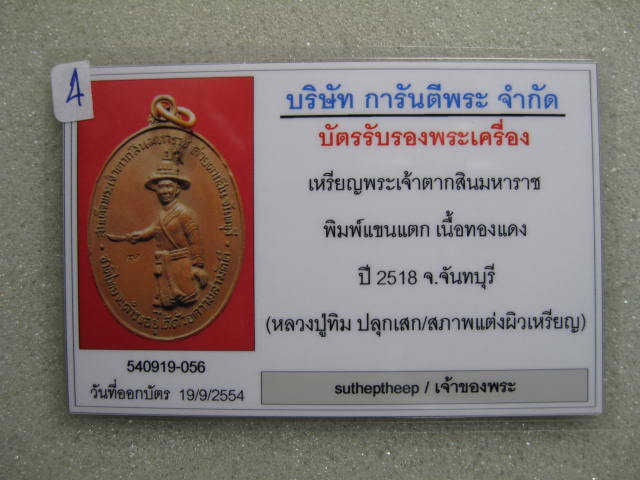 4
บริษัท การันตีพระ จำกัด
บัตรรับรองพระเครื่อง
เหรียญพระเจ้าตากสินมหาราช
พิมพ์แขนแตก เนื้อทองแดง
ปี 2518 จ.จันทบุรี
(หลวงปู่ทิม ปลุกเสก/สภาพแต่งผิวเหรียญ)
540919-056
วันที่ออกบัตร 19/9/2554
sutheptheep / เจ้าของพระ